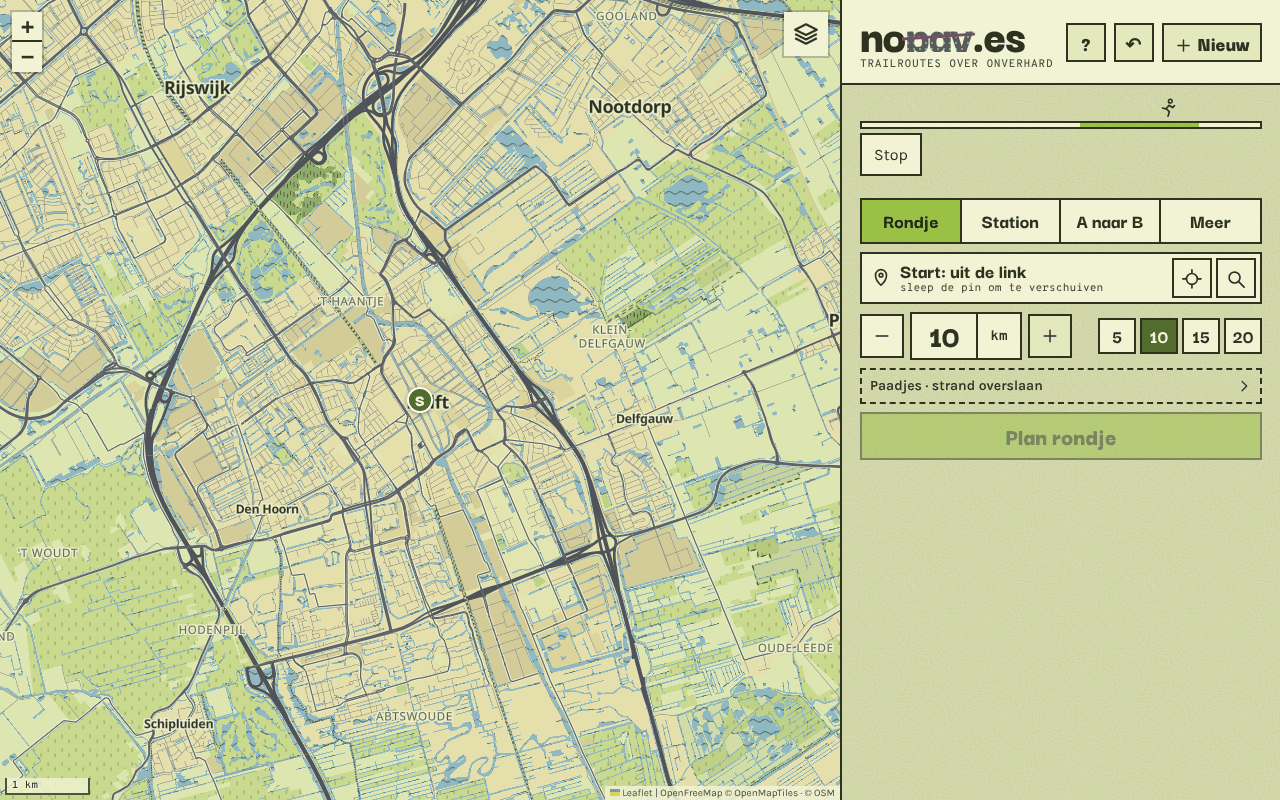 +
−
GOOLAND
Rijswijk
Nootdorp
'T HAANTJE
KLEIN-
DELFGAUW
P
S
ft
Delfgauw
Den Hoorn
'T WOUDT
ND
HODENPIJL
OUDE-LEEDE
ABTSWOUDE
Schipluiden
1 km
Leaflet | OpenFreeMap © OpenMapTiles · © OSM
nopav.es
TRAILROUTES OVER ONVERHARD
?
↶
+ Nieuw
Stop
Rondje
Station
A naar B
Meer
Start: uit de link
sleep de pin om te verschuiven
−
10
km
+
5
10
15
20
Paadjes · strand overslaan
Plan rondje